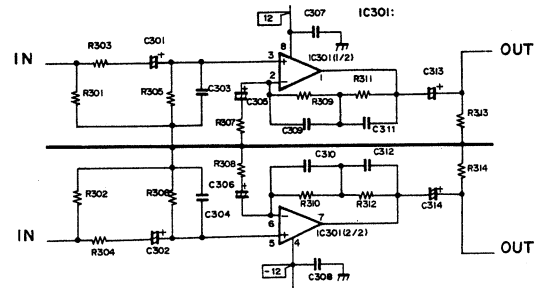 12
C307
IC301:
IN
R303
C301
+
3
8
IC301(1/2)
+
-
2
1
OUT
R301
R305
C303
C305
R307
R309
R311
C309
C311
C313
+
R313
R302
R306
C304
R308
C306
C310
C312
R310
R312
R314
C314
+
IN
R304
C302
+
6
5
-
+
7
4
IC301(2/2)
-12
C308
OUT